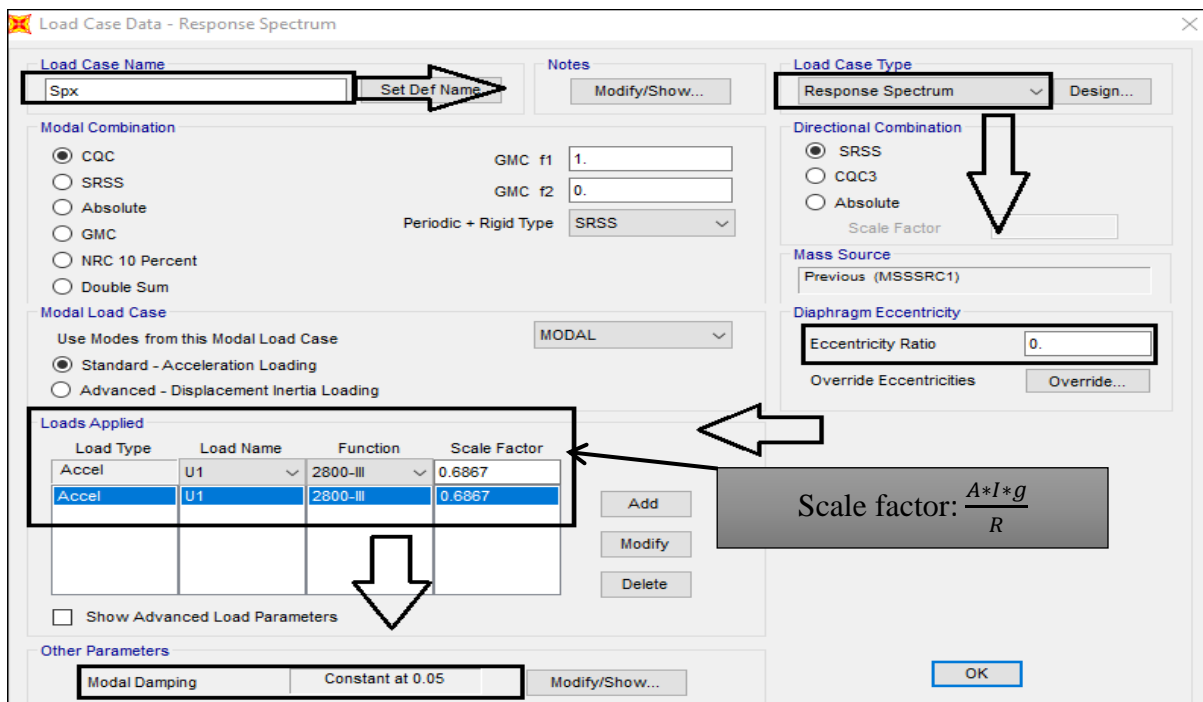 Load Case Data - Response Spectrum
Load Case Name
Spx
Set Def Name
Notes
Modify/Show...
Load Case Type
Response Spectrum
Design...
Modal Combination
CQC
SRSS
Absolute
GMC
NRC 10 Percent
Double Sum
GMC f1
1.
GMC f2
0.
Periodic + Rigid Type
SRSS
Directional Combination
SRSS
CQC3
Absolute
Scale Factor
Mass Source
Previous (MSSSRC1)
Modal Load Case
Use Modes from this Modal Load Case
MODAL
Standard - Acceleration Loading
Advanced - Displacement Inertia Loading
Diaphragm Eccentricity
Eccentricity Ratio
0.
Override Eccentricities
Override...
Loads Applied
Load Type Load Name Function Scale Factor
Accel U1 2800-III 0.6867
Accel U1 2800-III 0.6867
Add
Modify
Delete
Scale factor: A*I*g/R
Show Advanced Load Parameters
Other Parameters
Modal Damping
Constant at 0.05
Modify/Show...
OK